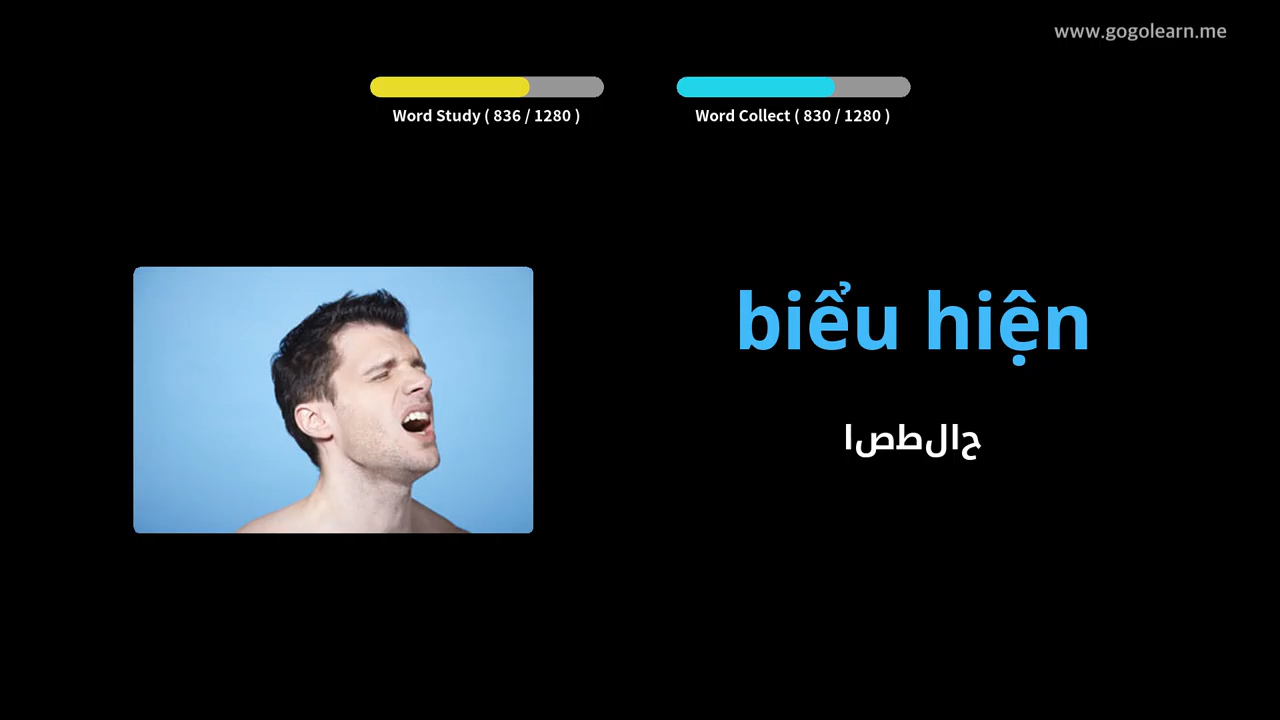 www.gogolearn.me
Word Study ( 836 / 1280 )
Word Collect ( 830 / 1280 )
biểu hiện
اصطلاح